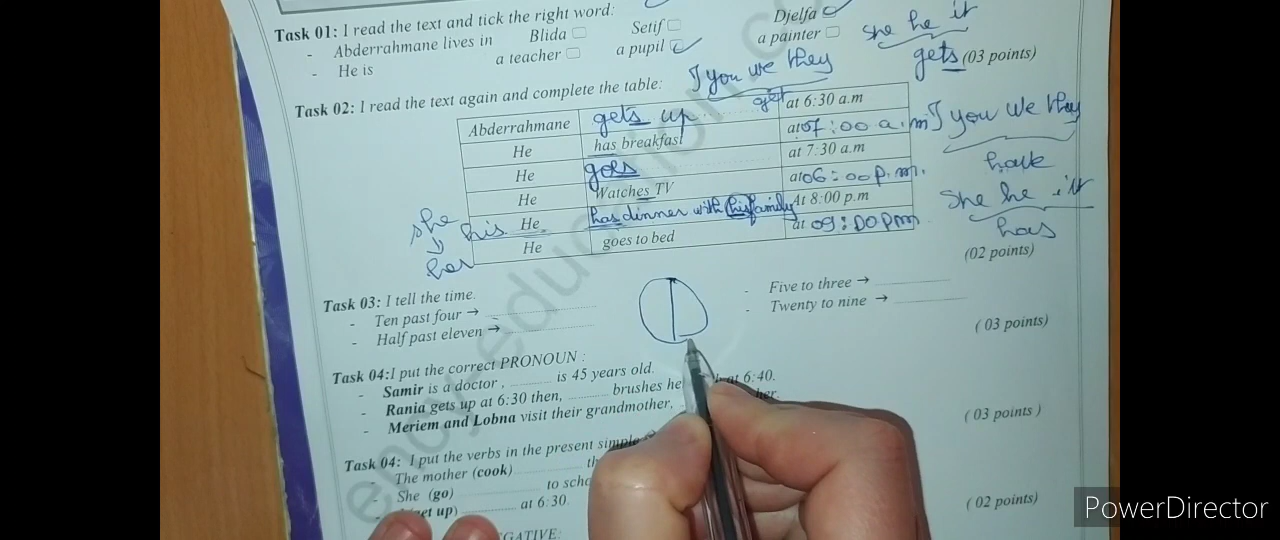 Task 01: I read the text and tick the right word:
- Abderrahmane lives in Blida Setif Djelfa
- He is a teacher a pupil a painter (03 points)
she he it
gets
Task 02: I read the text again and complete the table:
I you we they
get
Abderrahmane gets up at 6:30 a.m
He has breakfast at 07:00 a.m
He goes at 7:30 a.m
He Watches TV at 06:00 p.m.
He has dinner with his family At 8:00 p.m
He goes to bed at 09:00 pm
she his
her
I you we they
have
she he it
has
(02 points)
Task 03: I tell the time.
- Ten past four →
- Half past eleven →
- Five to three →
- Twenty to nine →
(03 points)
Task 04:I put the correct PRONOUN :
- Samir is a doctor , is 45 years old.
- Rania gets up at 6:30 then, brushes at 6:40.
- Meriem and Lobna visit their grandmother, her.
(03 points )
Task 04: I put the verbs in the present simple
- The mother (cook)
- She (go) to
get up) at 6:30.
(02 points)
GATIVE:
ency-education.co
PowerDirector